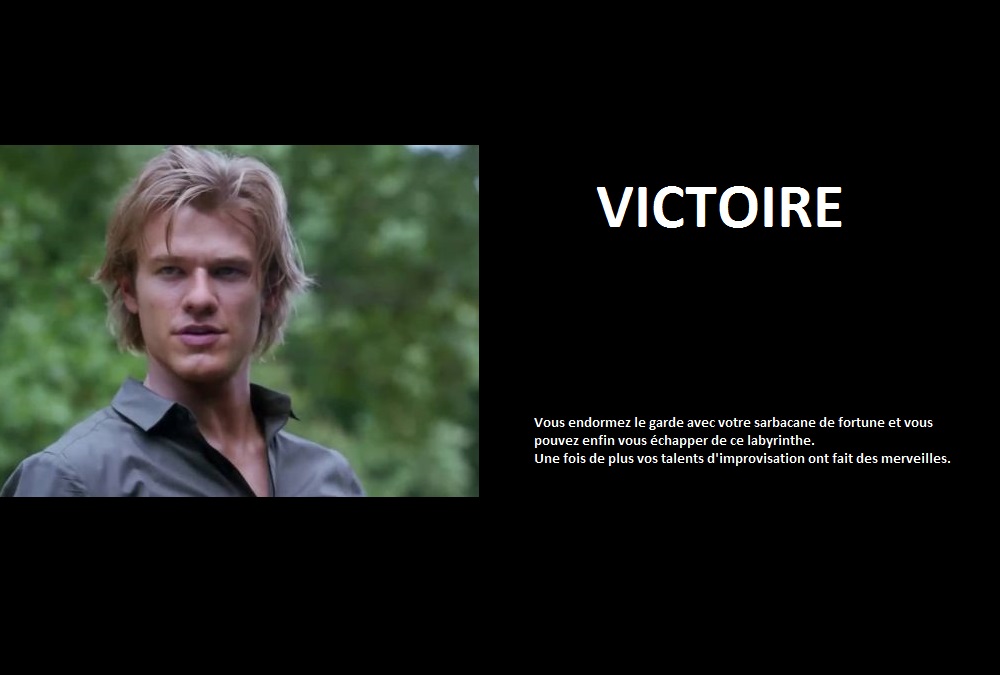 VICTOIRE
Vous endormez le garde avec votre sarbacane de fortune et vous
pouvez enfin vous échapper de ce labyrinthe.
Une fois de plus vos talents d'improvisation ont fait des merveilles.